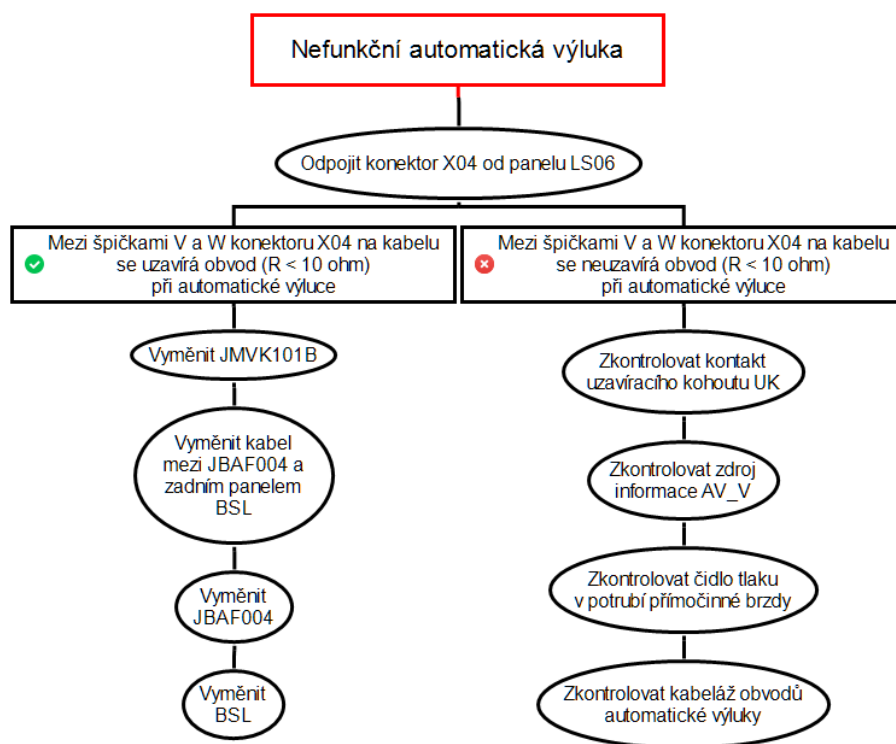 Nefunkční automatická výluka
Odpojit konektor X04 od panelu LS06
Mezi špičkami V a W konektoru X04 na kabelu
se uzavírá obvod (R < 10 ohm)
při automatické výluce
Mezi špičkami V a W konektoru X04 na kabelu
se neuzavírá obvod (R < 10 ohm)
při automatické výluce
Vyměnit JMVK101B
Vyměnit kabel
mezi JBAF004 a
zadním panelem
BSL
Vyměnit
JBAF004
Vyměnit
BSL
Zkontrolovat kontakt
uzavíracího kohoutu UK
Zkontrolovat zdroj
informace AV_V
Zkontrolovat čidlo tlaku
v potrubí přímočinné brzdy
Zkontrolovat kabeláž obvodů
automatické výluky